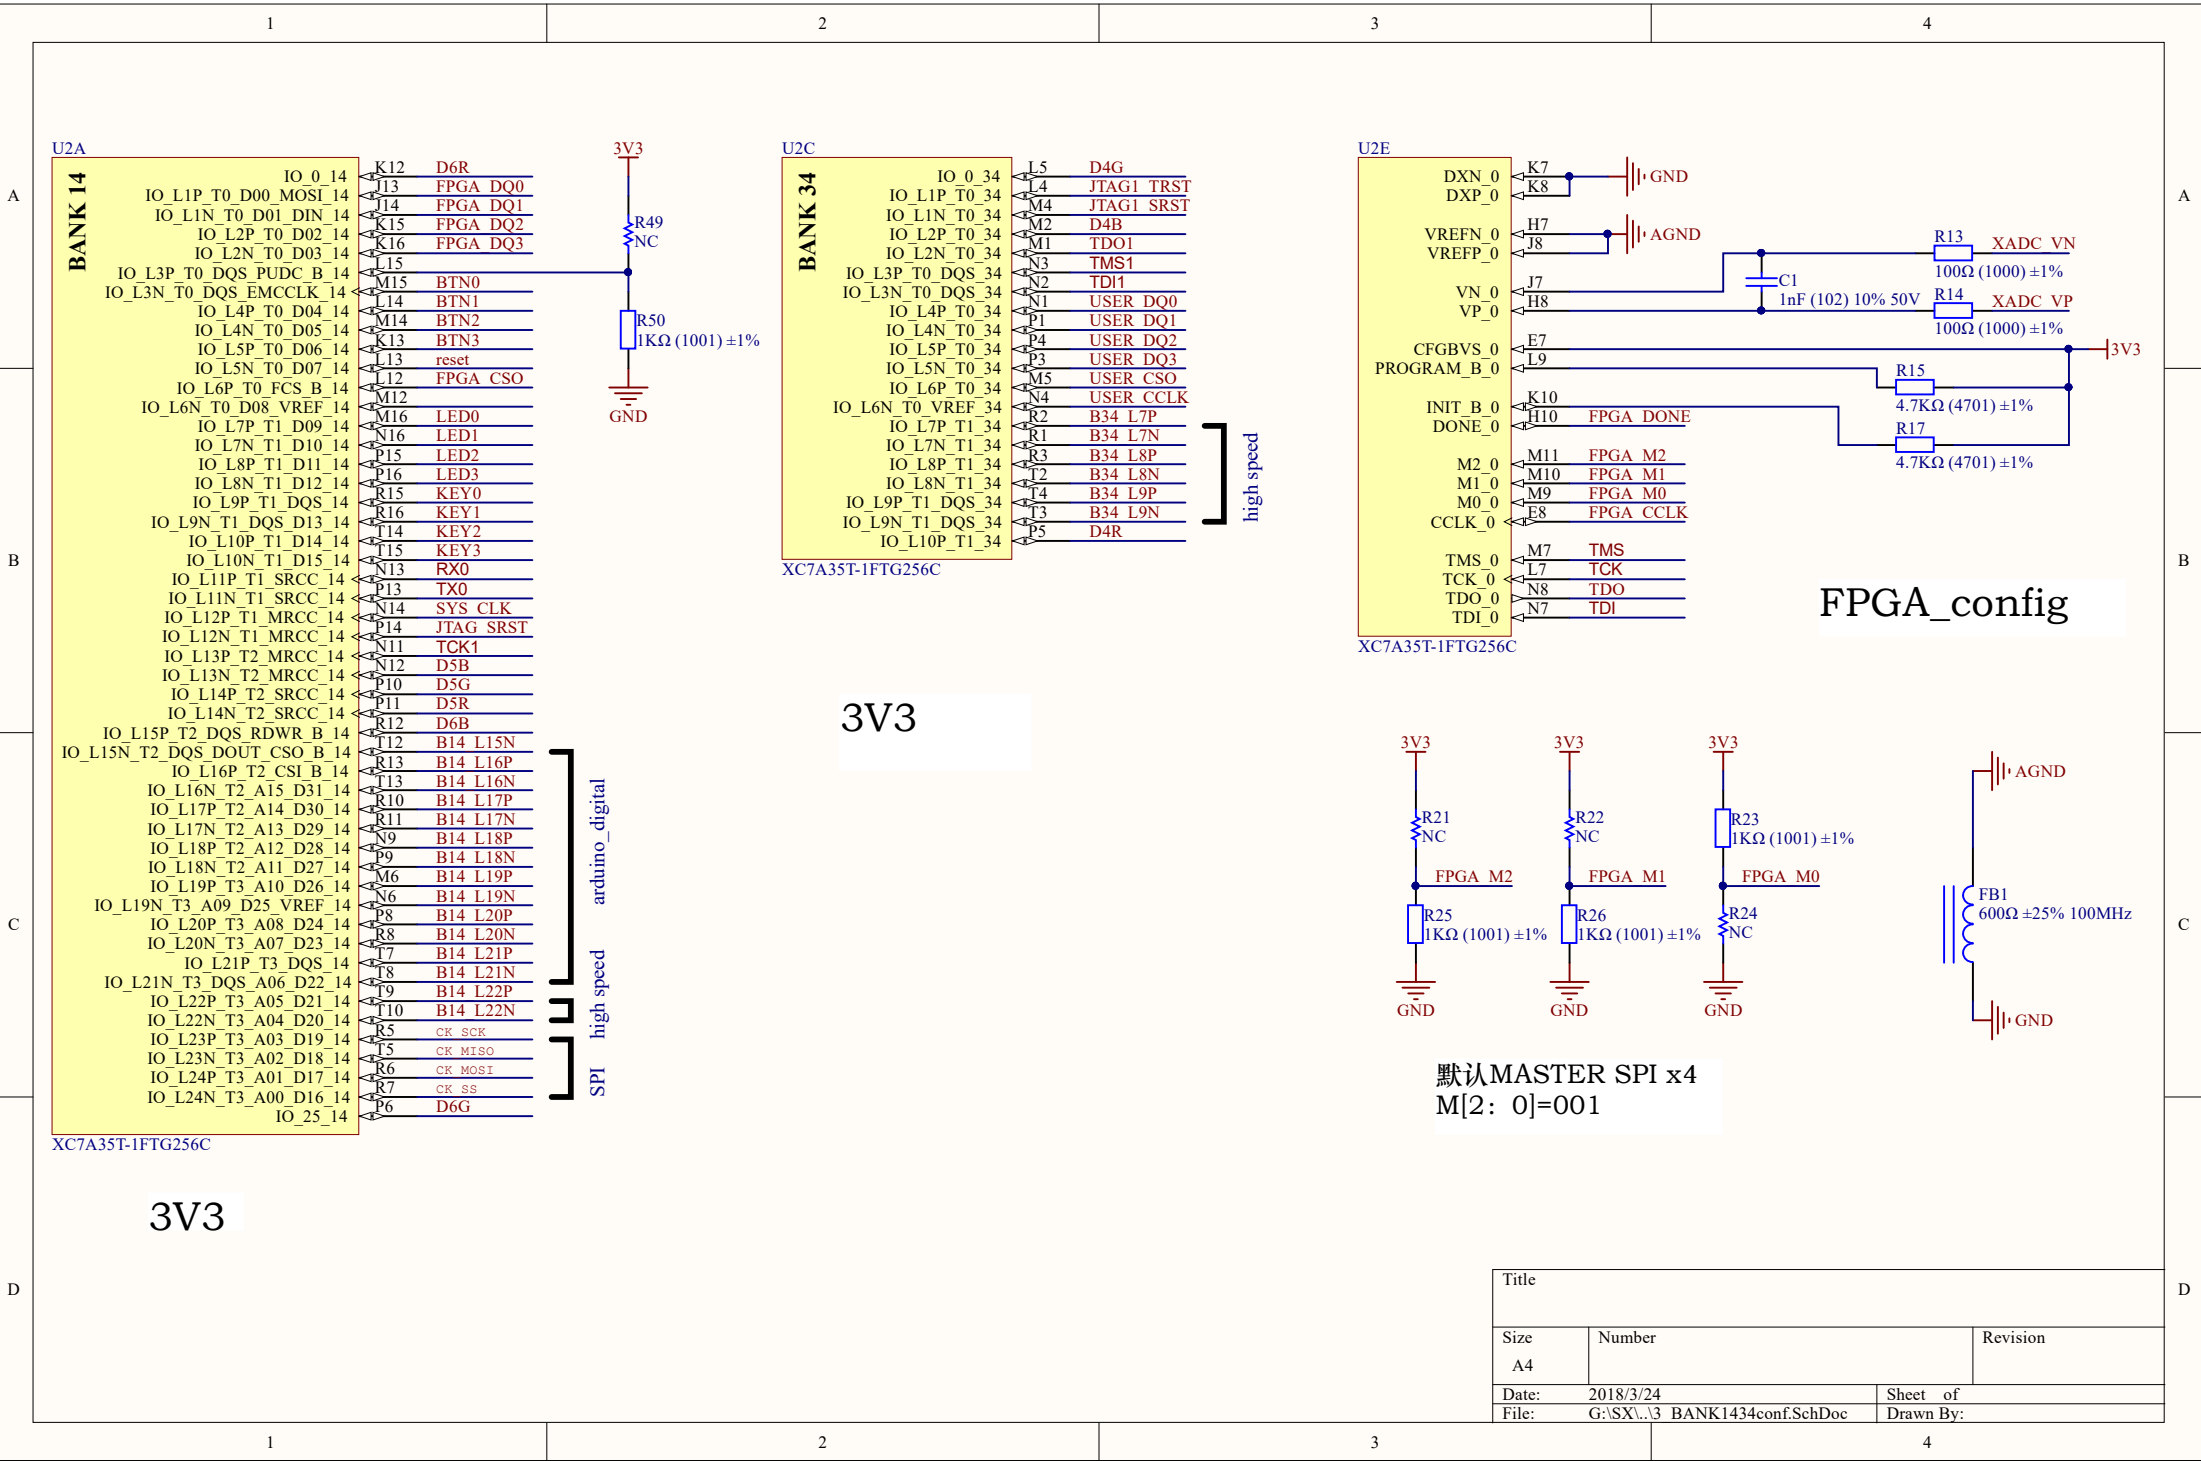 1 2 3 4
A A
B B
C C
D D
1 2 3 4
U2A
BANK 14
IO_0_14 K12 D6R
IO_L1P_T0_D00_MOSI_14 J13 FPGA_DQ0
IO_L1N_T0_D01_DIN_14 J14 FPGA_DQ1
IO_L2P_T0_D02_14 K15 FPGA_DQ2
IO_L2N_T0_D03_14 K16 FPGA_DQ3
IO_L3P_T0_DQS_PUDC_B_14 L15
IO_L3N_T0_DQS_EMCCLK_14 M15 BTN0
IO_L4P_T0_D04_14 L14 BTN1
IO_L4N_T0_D05_14 M14 BTN2
IO_L5P_T0_D06_14 K13 BTN3
IO_L5N_T0_D07_14 L13 reset
IO_L6P_T0_FCS_B_14 L12 FPGA_CSO
IO_L6N_T0_D08_VREF_14 M12
IO_L7P_T1_D09_14 M16 LED0
IO_L7N_T1_D10_14 N16 LED1
IO_L8P_T1_D11_14 P15 LED2
IO_L8N_T1_D12_14 P16 LED3
IO_L9P_T1_DQS_14 R15 KEY0
IO_L9N_T1_DQS_D13_14 R16 KEY1
IO_L10P_T1_D14_14 T14 KEY2
IO_L10N_T1_D15_14 T15 KEY3
IO_L11P_T1_SRCC_14 N13 RX0
IO_L11N_T1_SRCC_14 P13 TX0
IO_L12P_T1_MRCC_14 N14 SYS_CLK
IO_L12N_T1_MRCC_14 P14 JTAG_SRST
IO_L13P_T2_MRCC_14 N11 TCK1
IO_L13N_T2_MRCC_14 N12 D5B
IO_L14P_T2_SRCC_14 P10 D5G
IO_L14N_T2_SRCC_14 P11 D5R
IO_L15P_T2_DQS_RDWR_B_14 R12 D6B
IO_L15N_T2_DQS_DOUT_CSO_B_14 T12 B14_L15N
IO_L16P_T2_CSI_B_14 R13 B14_L16P
IO_L16N_T2_A15_D31_14 T13 B14_L16N
IO_L17P_T2_A14_D30_14 R10 B14_L17P
IO_L17N_T2_A13_D29_14 R11 B14_L17N
IO_L18P_T2_A12_D28_14 N9 B14_L18P
IO_L18N_T2_A11_D27_14 P9 B14_L18N
IO_L19P_T3_A10_D26_14 M6 B14_L19P
IO_L19N_T3_A09_D25_VREF_14 N6 B14_L19N
IO_L20P_T3_A08_D24_14 P8 B14_L20P
IO_L20N_T3_A07_D23_14 R8 B14_L20N
IO_L21P_T3_DQS_14 T7 B14_L21P
IO_L21N_T3_DQS_A06_D22_14 T8 B14_L21N
IO_L22P_T3_A05_D21_14 T9 B14_L22P
IO_L22N_T3_A04_D20_14 T10 B14_L22N
IO_L23P_T3_A03_D19_14 R5 CK_SCK
IO_L23N_T3_A02_D18_14 T5 CK_MISO
IO_L24P_T3_A01_D17_14 R6 CK_MOSI
IO_L24N_T3_A00_D16_14 R7 CK_SS
IO_25_14 P6 D6G
XC7A35T-1FTG256C
arduino_digital
high speed
SPI
3V3
3V3
R49
NC
R50
1KΩ (1001) ±1%
GND
U2C
BANK 34
IO_0_34 L5 D4G
IO_L1P_T0_34 L4 JTAG1_TRST
IO_L1N_T0_34 M4 JTAG1_SRST
IO_L2P_T0_34 M2 D4B
IO_L2N_T0_34 M1 TDO1
IO_L3P_T0_DQS_34 N3 TMS1
IO_L3N_T0_DQS_34 N2 TDI1
IO_L4P_T0_34 N1 USER_DQ0
IO_L4N_T0_34 P1 USER_DQ1
IO_L5P_T0_34 P4 USER_DQ2
IO_L5N_T0_34 P3 USER_DQ3
IO_L6P_T0_34 M5 USER_CSO
IO_L6N_T0_VREF_34 N4 USER_CCLK
IO_L7P_T1_34 R2 B34_L7P
IO_L7N_T1_34 R1 B34_L7N
IO_L8P_T1_34 R3 B34_L8P
IO_L8N_T1_34 T2 B34_L8N
IO_L9P_T1_DQS_34 T4 B34_L9P
IO_L9N_T1_DQS_34 T3 B34_L9N
IO_L10P_T1_34 P5 D4R
XC7A35T-1FTG256C
high speed
3V3
U2E
DXN_0 K7 GND
DXP_0 K8
VREFN_0 H7 AGND
VREFP_0 J8
VN_0 J7
VP_0 H8
CFGBVS_0 E7
PROGRAM_B_0 L9
INIT_B_0 K10
DONE_0 H10 FPGA_DONE
M2_0 M11 FPGA_M2
M1_0 M10 FPGA_M1
M0_0 M9 FPGA_M0
CCLK_0 E8 FPGA_CCLK
TMS_0 M7 TMS
TCK_0 L7 TCK
TDO_0 N8 TDO
TDI_0 N7 TDI
XC7A35T-1FTG256C
R13 XADC_VN
100Ω (1000) ±1%
C1
1nF (102) 10% 50V
R14 XADC_VP
100Ω (1000) ±1%
3V3
R15
4.7KΩ (4701) ±1%
R17
4.7KΩ (4701) ±1%
FPGA_config
3V3 3V3 3V3
R21 R22 R23
NC NC 1KΩ (1001) ±1%
FPGA_M2 FPGA_M1 FPGA_M0
R25 R26 R24
1KΩ (1001) ±1% 1KΩ (1001) ±1% NC
GND GND GND
AGND
FB1
600Ω ±25% 100MHz
GND
默认MASTER SPI x4
M[2：0]=001
Title
Size Number Revision
A4
Date: 2018/3/24 Sheet of
File: G:\SX\..\3_BANK1434conf.SchDoc Drawn By: